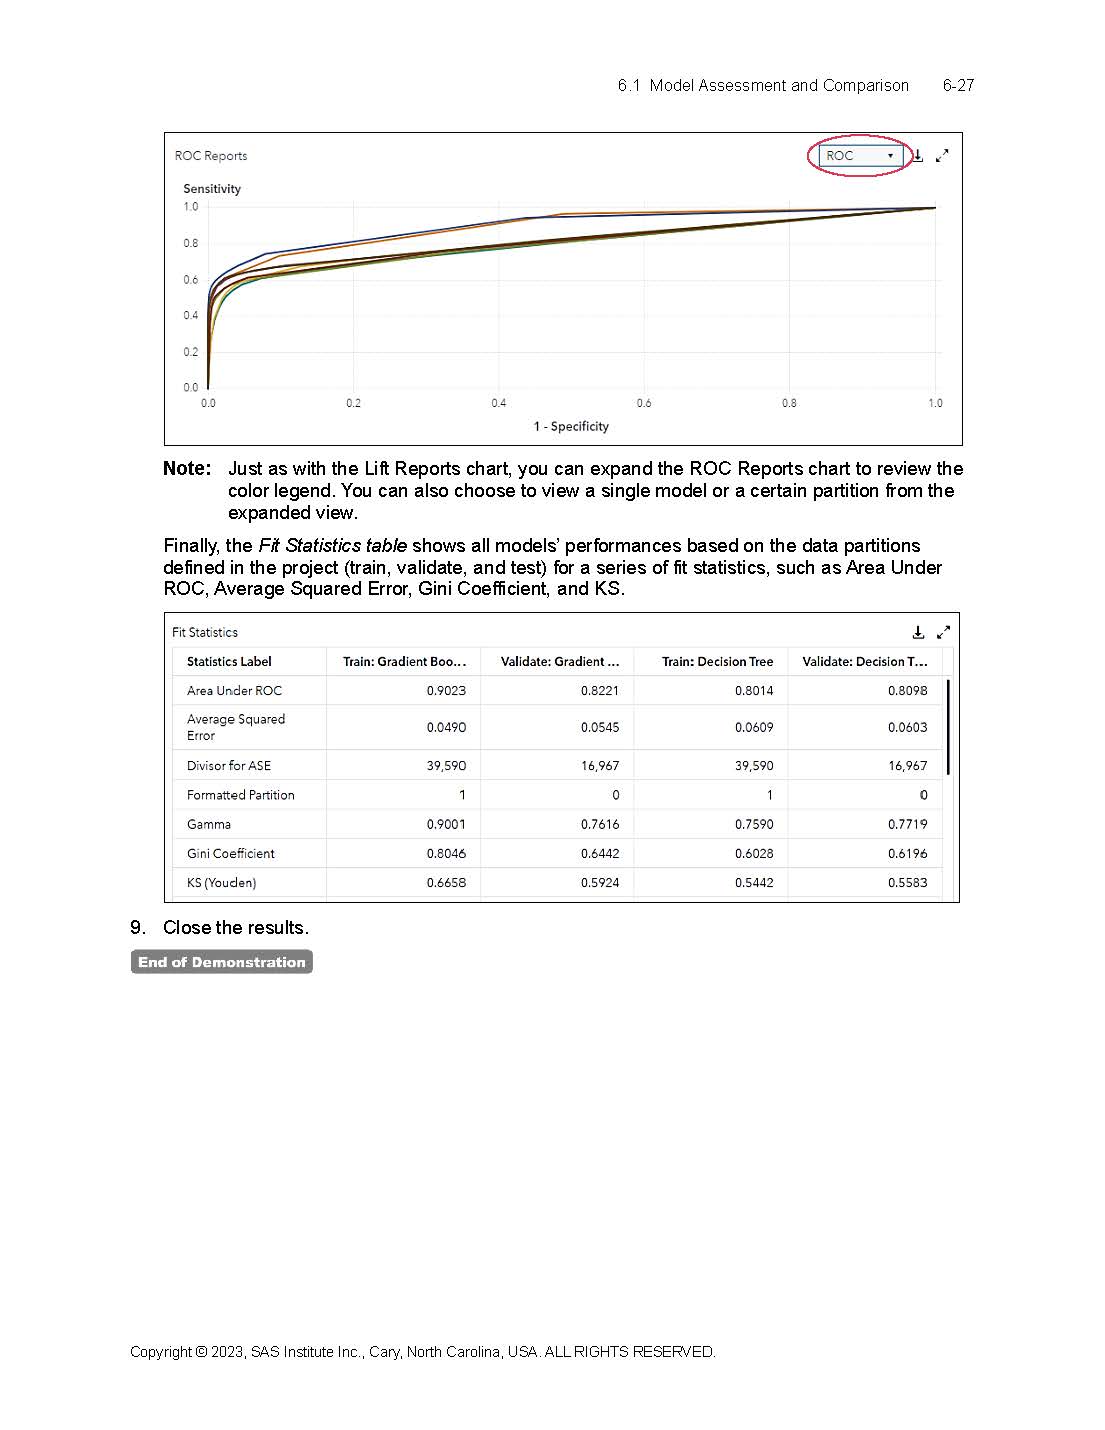 6.1 Model Assessment and Comparison 6-27
ROC Reports
ROC
Sensitivity
1.0
0.8
0.6
0.4
0.2
0.0
0.0 0.2 0.4 0.6 0.8 1.0
1 - Specificity
Note: Just as with the Lift Reports chart, you can expand the ROC Reports chart to review the
color legend. You can also choose to view a single model or a certain partition from the
expanded view.
Finally, the Fit Statistics table shows all models’ performances based on the data partitions
defined in the project (train, validate, and test) for a series of fit statistics, such as Area Under
ROC, Average Squared Error, Gini Coefficient, and KS.
Fit Statistics
Statistics Label Train: Gradient Boo... Validate: Gradient ... Train: Decision Tree Validate: Decision T...
Area Under ROC 0.9023 0.8221 0.8014 0.8098
Average Squared
Error 0.0490 0.0545 0.0609 0.0603
Divisor for ASE 39,590 16,967 39,590 16,967
Formatted Partition 1 0 1 0
Gamma 0.9001 0.7616 0.7590 0.7719
Gini Coefficient 0.8046 0.6442 0.6028 0.6196
KS (Youden) 0.6658 0.5924 0.5442 0.5583
9. Close the results.
End of Demonstration
Copyright © 2023, SAS Institute Inc., Cary, North Carolina, USA. ALL RIGHTS RESERVED.